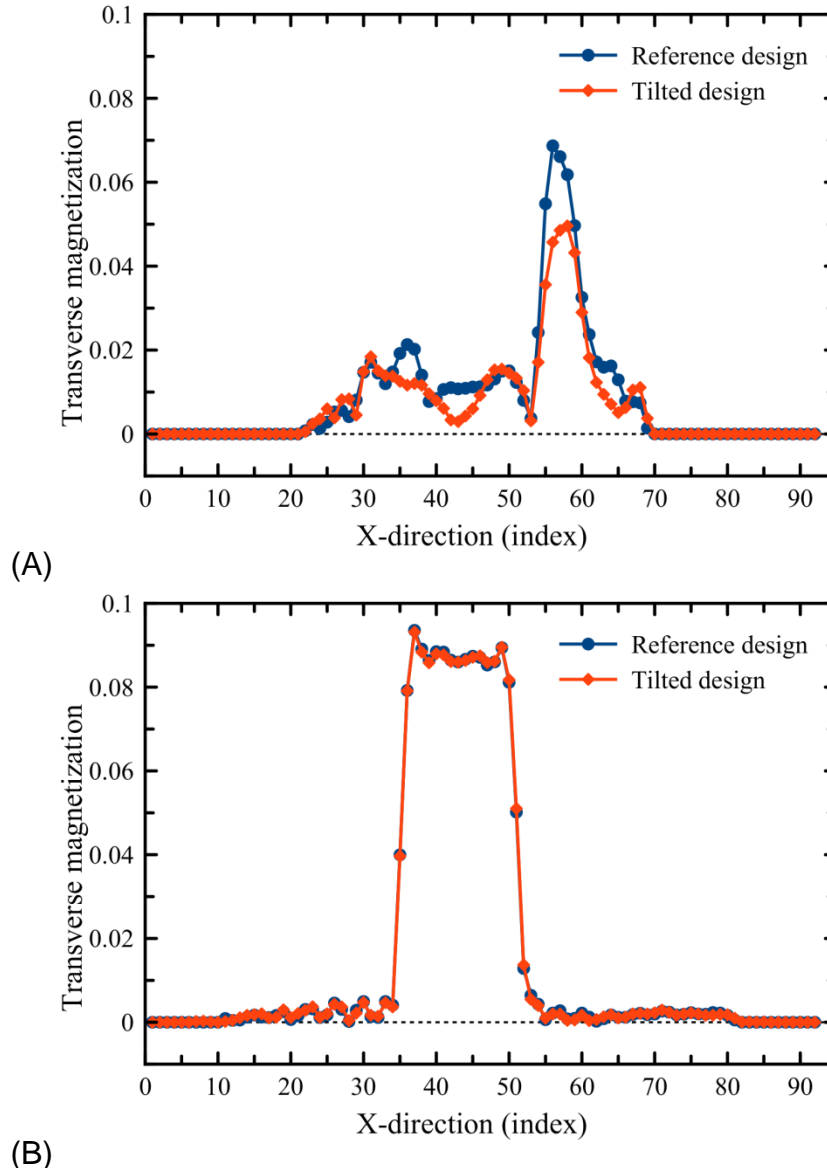 0.1
Reference design
Tilted design
0.08
0.06
0.04
0.02
0
Transverse magnetization
0 10 20 30 40 50 60 70 80 90
X-direction (index)
(A)
0.1
Reference design
Tilted design
0.08
0.06
0.04
0.02
0
Transverse magnetization
0 10 20 30 40 50 60 70 80 90
X-direction (index)
(B)